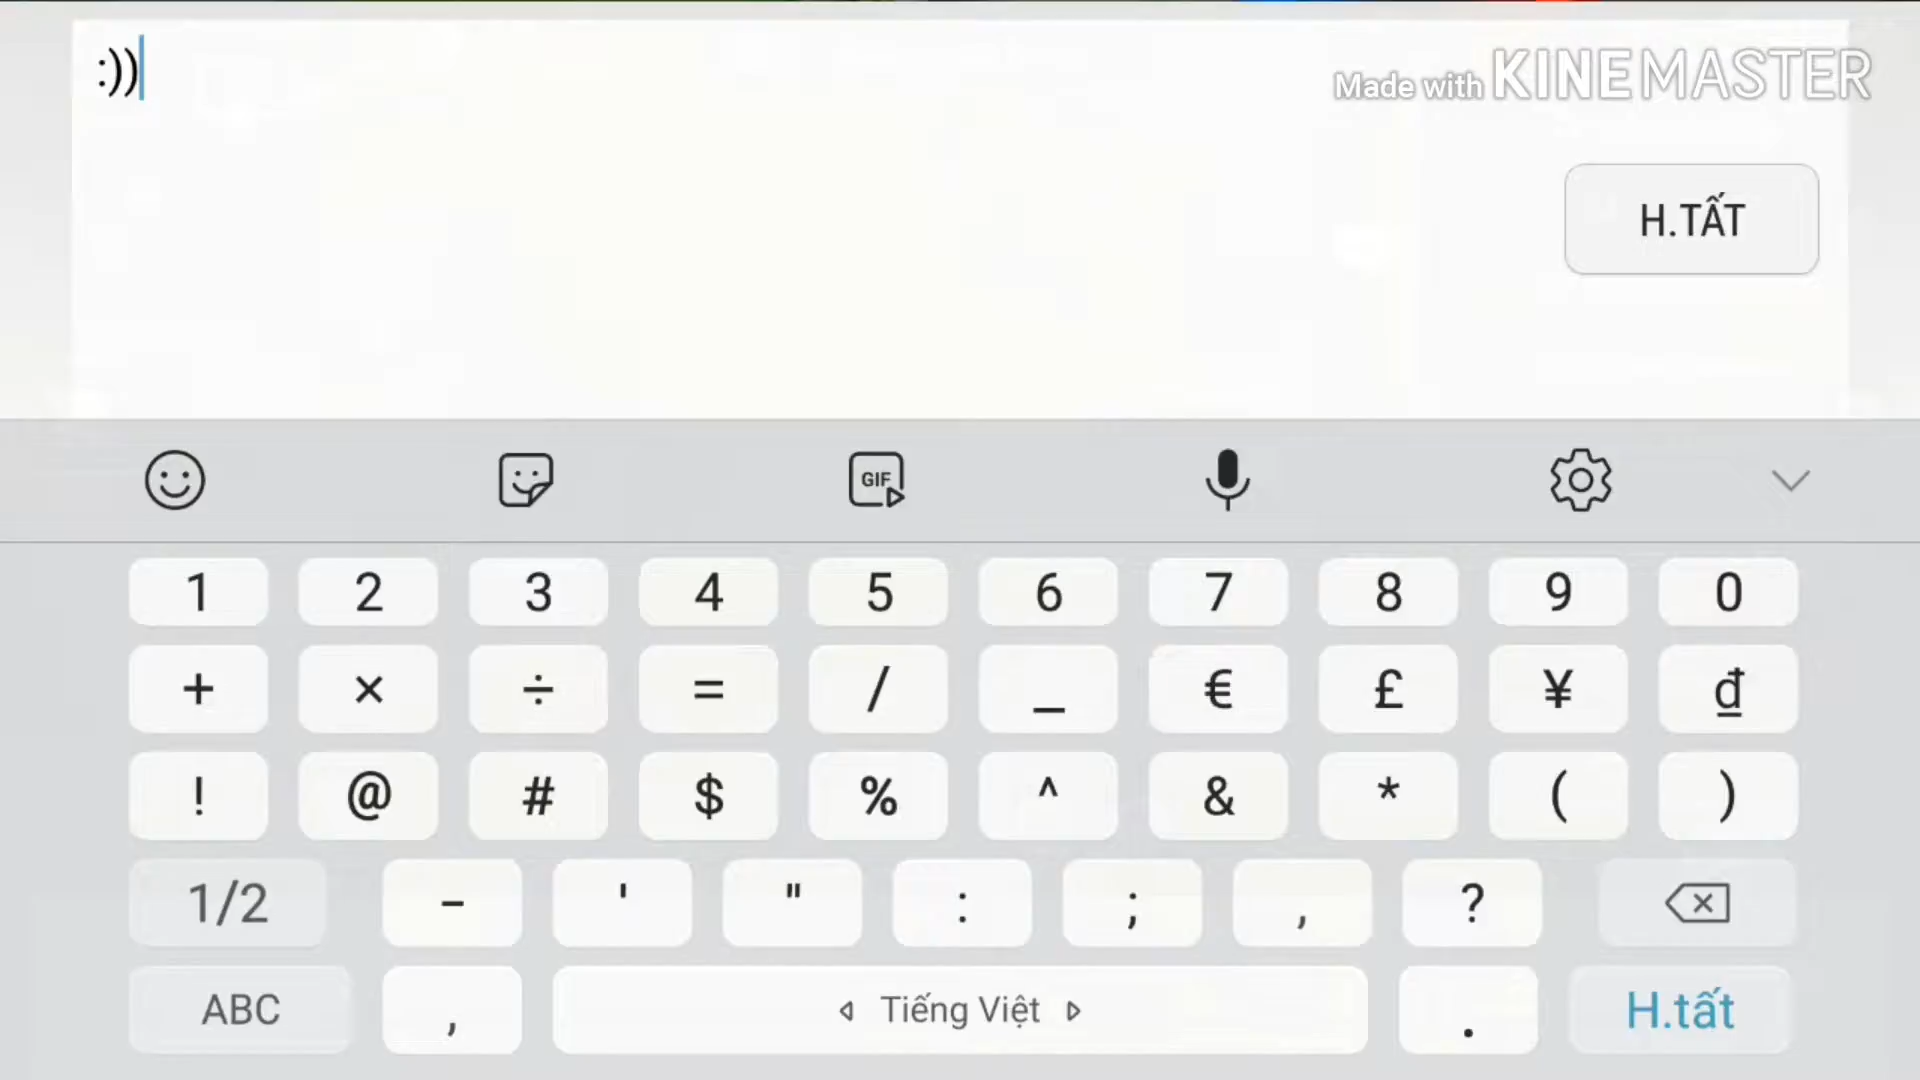 :))
Made with KINEMASTER
H.TẤT
GIF
1 2 3 4 5 6 7 8 9 0
+ × ÷ = / _ € £ ¥ ₫
! @ # $ % ^ & * ( )
1/2 - ' " : ; , ?
ABC , Tiếng Việt . H.tất